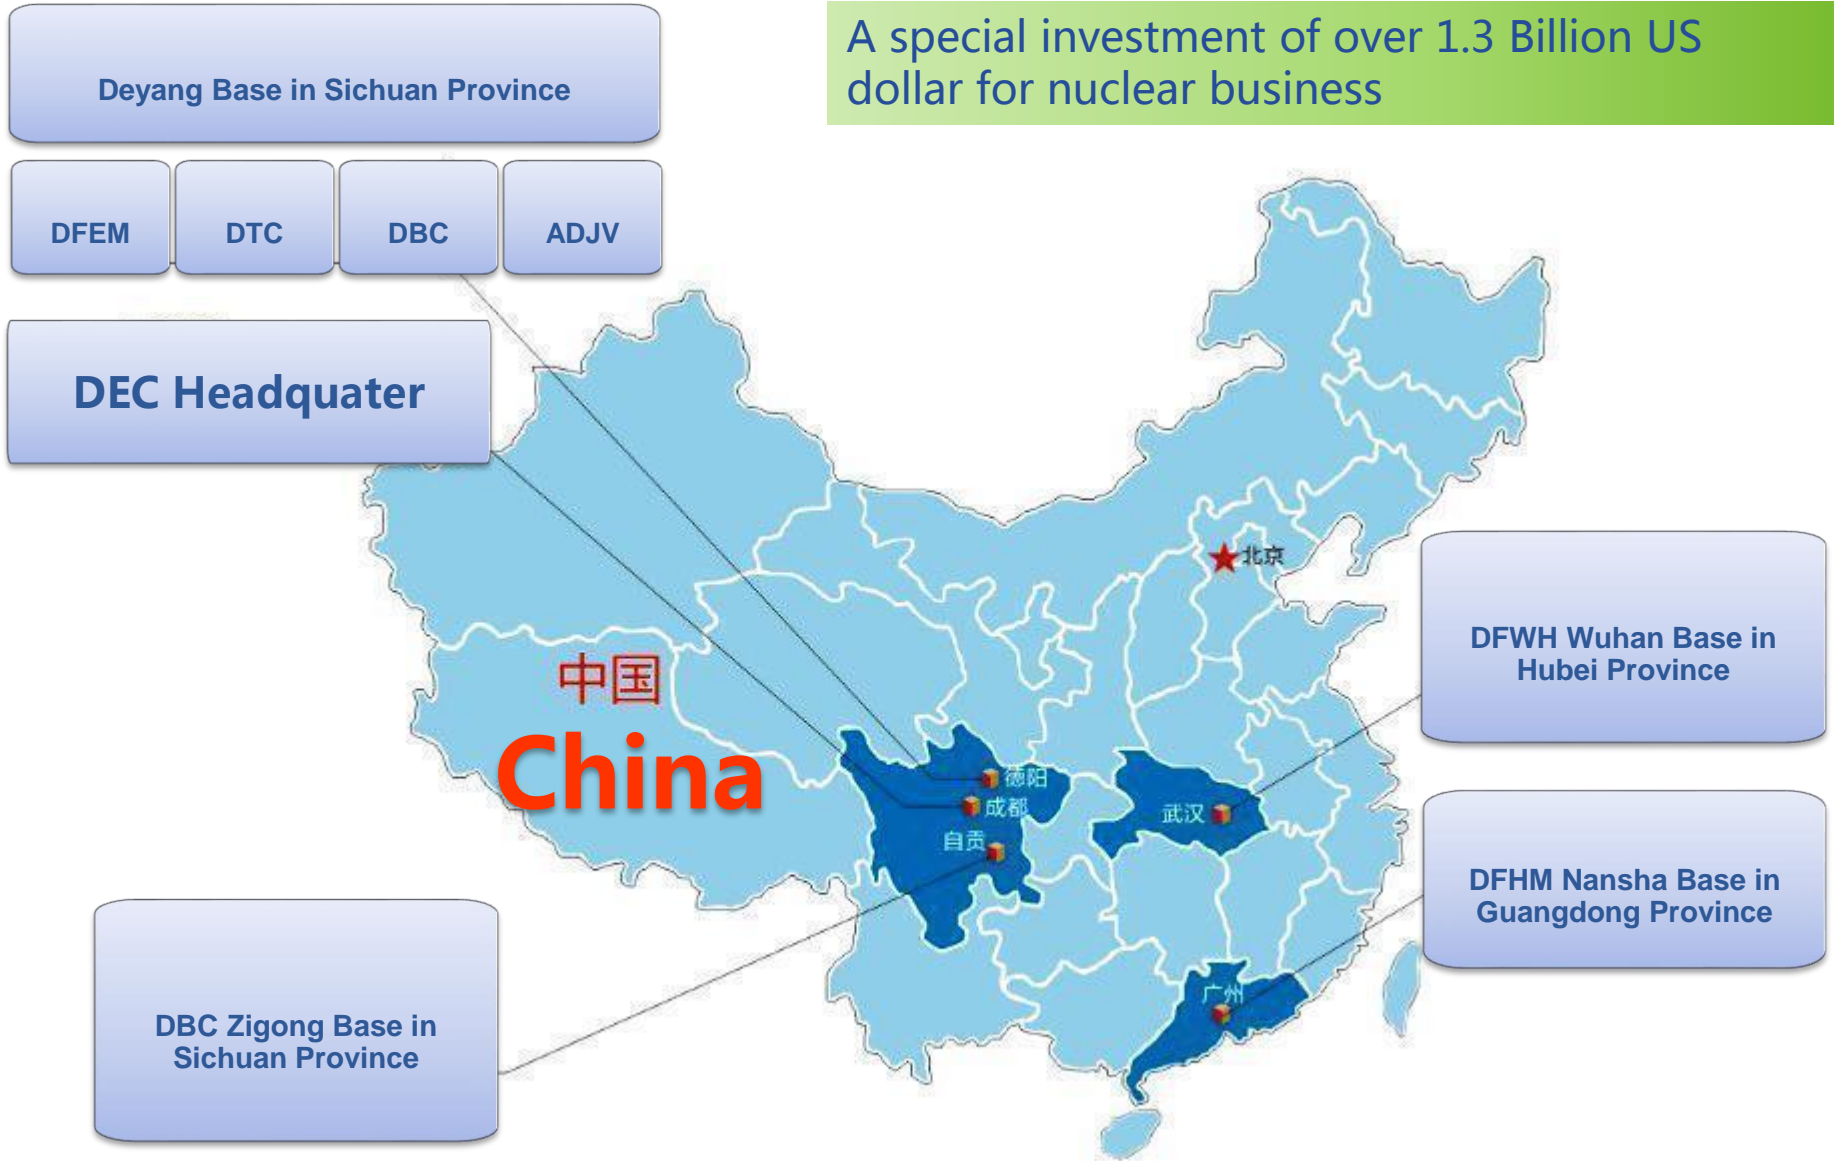 A special investment of over 1.3 Billion US
dollar for nuclear business
Deyang Base in Sichuan Province
DFEM
DTC
DBC
ADJV
DEC Headquater
北京
中国
China
德阳
成都
自贡
武汉
广州
DFWH Wuhan Base in
Hubei Province
DFHM Nansha Base in
Guangdong Province
DBC Zigong Base in
Sichuan Province